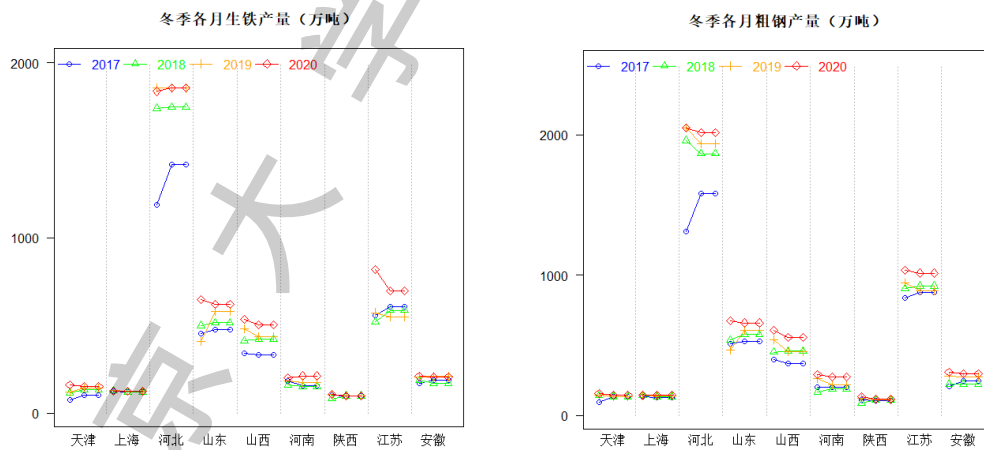 冬季各月生铁产量（万吨）
2017 2018 2019 2020
2000
1000
0
天津 上海 河北 山东 山西 河南 陕西 江苏 安徽
冬季各月粗钢产量（万吨）
2017 2018 2019 2020
2000
1000
0
天津 上海 河北 山东 山西 河南 陕西 江苏 安徽
京大学